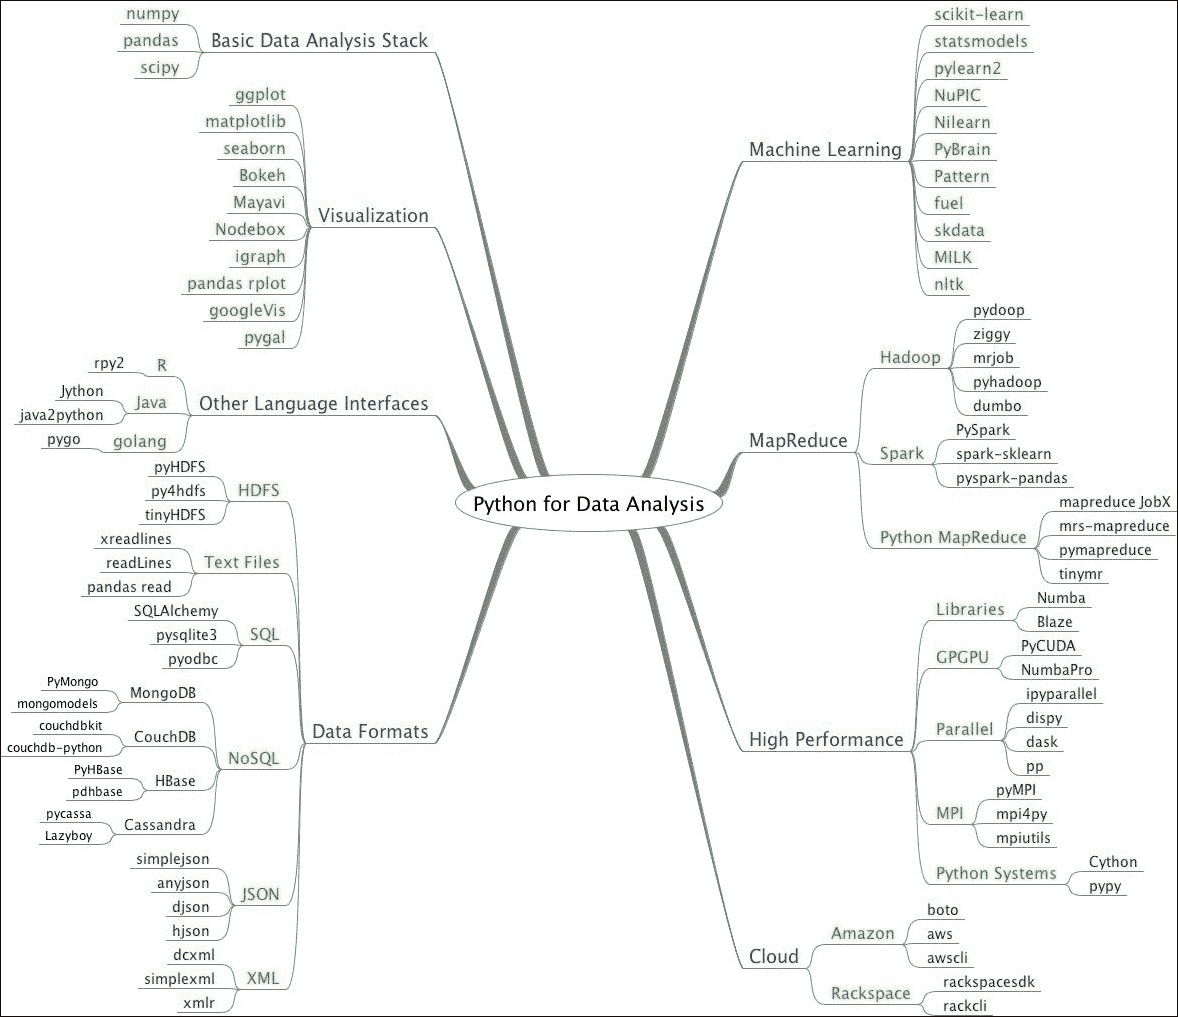 Python for Data Analysis
Basic Data Analysis Stack
numpy
pandas
scipy
Visualization
ggplot
matplotlib
seaborn
Bokeh
Mayavi
Nodebox
igraph
pandas rplot
googleVis
pygal
Other Language Interfaces
R
rpy2
Java
Jython
java2python
golang
pygo
Data Formats
HDFS
pyHDFS
py4hdfs
tinyHDFS
Text Files
xreadlines
readLines
pandas read
SQL
SQLAlchemy
pysqlite3
pyodbc
NoSQL
MongoDB
PyMongo
mongomodels
CouchDB
couchdbkit
couchdb-python
HBase
PyHBase
pdhbase
Cassandra
pycassa
Lazyboy
JSON
simplejson
anyjson
djson
hjson
XML
dcxml
simplexml
xmlr
Machine Learning
scikit-learn
statsmodels
pylearn2
NuPIC
Nilearn
PyBrain
Pattern
fuel
skdata
MILK
nltk
MapReduce
Hadoop
pydoop
ziggy
mrjob
pyhadoop
dumbo
Spark
PySpark
spark-sklearn
pyspark-pandas
Python MapReduce
mapreduce JobX
mrs-mapreduce
pymapreduce
tinymr
High Performance
Libraries
Numba
Blaze
GPGPU
PyCUDA
NumbaPro
Parallel
ipyparallel
dispy
dask
pp
MPI
pyMPI
mpi4py
mpiutils
Python Systems
Cython
pypy
Cloud
Amazon
boto
aws
awscli
Rackspace
rackspacesdk
rackcli